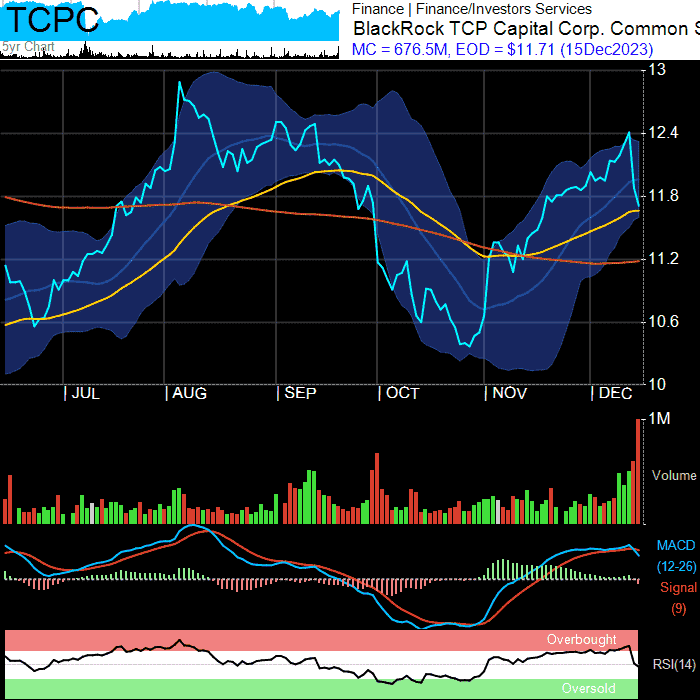 TCPC
5yr Chart
Finance | Finance/Investors Services
BlackRock TCP Capital Corp. Common S
MC = 676.5M, EOD = $11.71 (15Dec2023)
13
12.4
11.8
11.2
10.6
10
| JUL | AUG | SEP | OCT | NOV | DEC
1M
Volume
MACD
(12-26)
Signal
(9)
Overbought
RSI(14)
Oversold